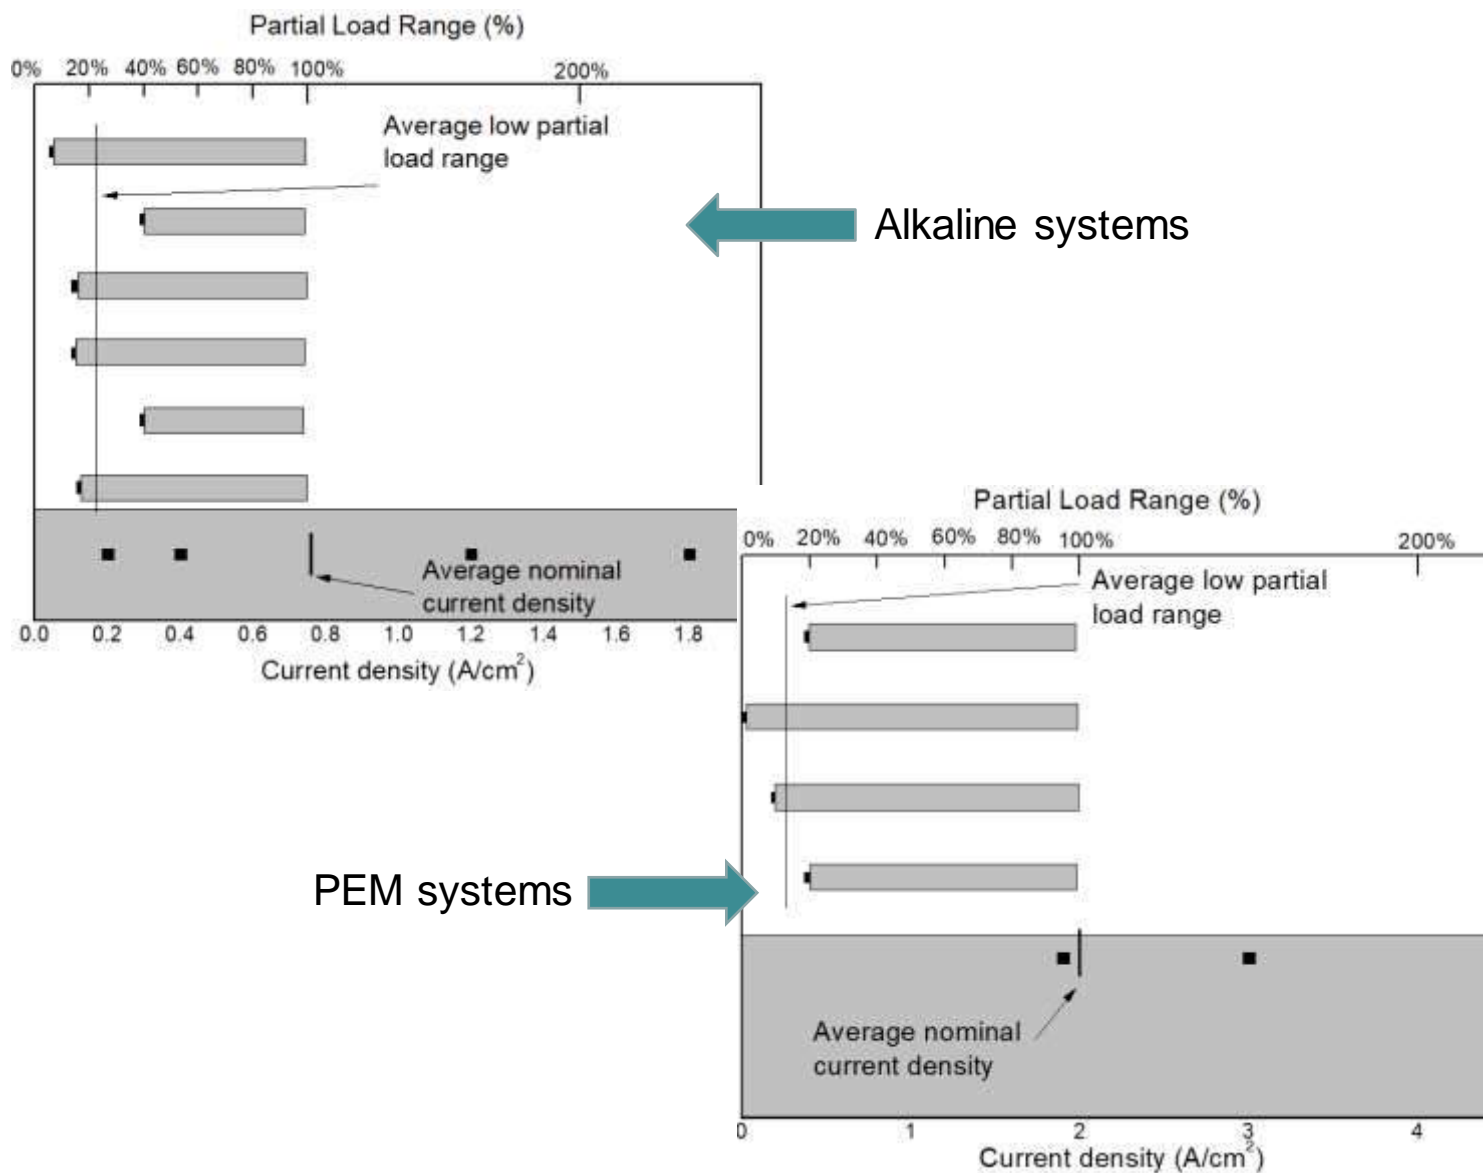 Partial Load Range (%)
0% 20% 40% 60% 80% 100% 200%
Average low partial
load range
Alkaline systems
Average nominal
current density
0.0 0.2 0.4 0.6 0.8 1.0 1.2 1.4 1.6 1.8
Current density (A/cm²)
Partial Load Range (%)
0% 20% 40% 60% 80% 100% 200%
Average low partial
load range
PEM systems
Average nominal
current density
0 1 2 3 4
Current density (A/cm²)